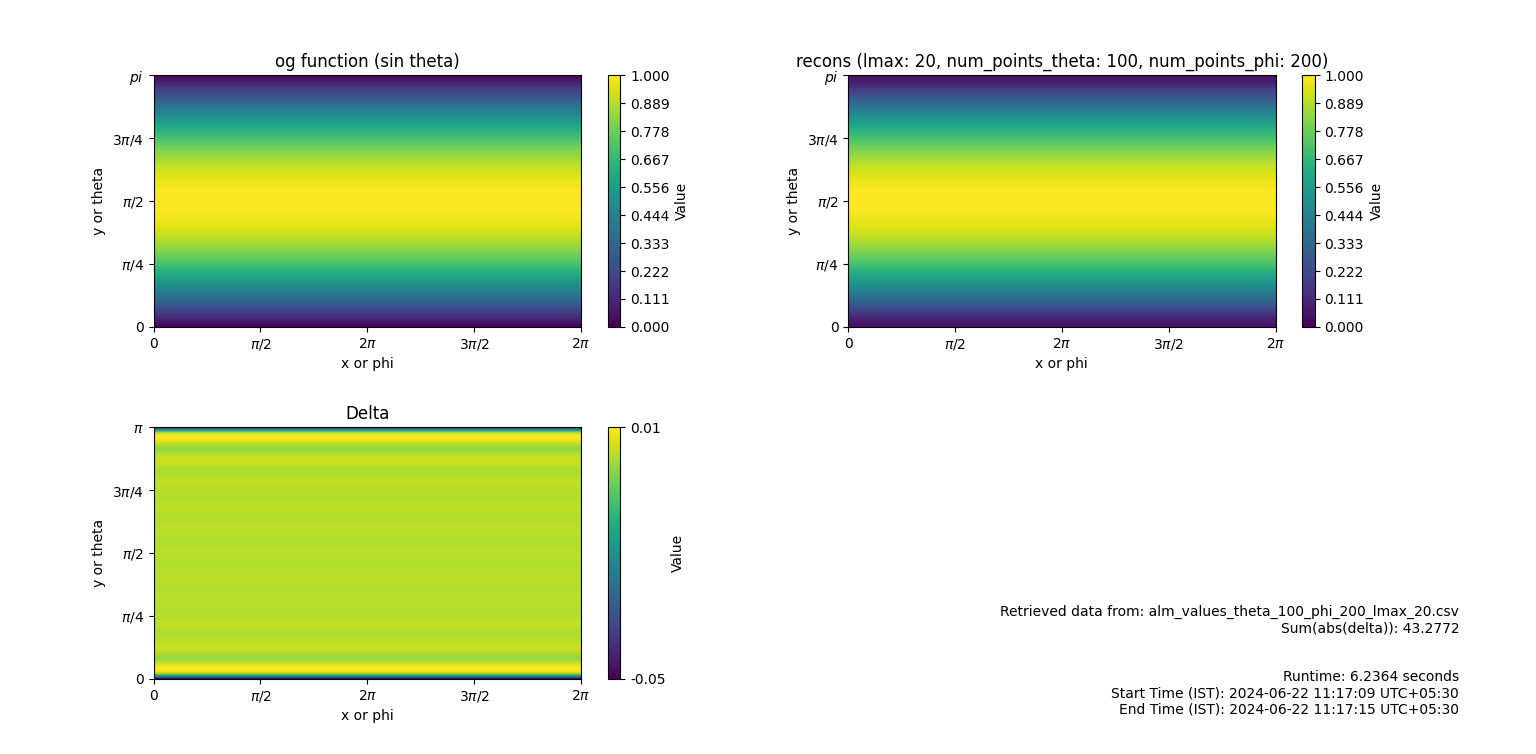 og function (sin theta)
pi
3π/4
π/2
π/4
0
0
π/2
2π
3π/2
2π
x or phi
y or theta
1.000
0.889
0.778
0.667
0.556
0.444
0.333
0.222
0.111
0.000
Value
recons (lmax: 20, num_points_theta: 100, num_points_phi: 200)
pi
3π/4
π/2
π/4
0
0
π/2
2π
3π/2
2π
x or phi
y or theta
1.000
0.889
0.778
0.667
0.556
0.444
0.333
0.222
0.111
0.000
Value
Delta
π
3π/4
π/2
π/4
0
0
π/2
2π
3π/2
2π
x or phi
y or theta
0.01
-0.05
Value
Retrieved data from: alm_values_theta_100_phi_200_lmax_20.csv
Sum(abs(delta)): 43.2772
Runtime: 6.2364 seconds
Start Time (IST): 2024-06-22 11:17:09 UTC+05:30
End Time (IST): 2024-06-22 11:17:15 UTC+05:30